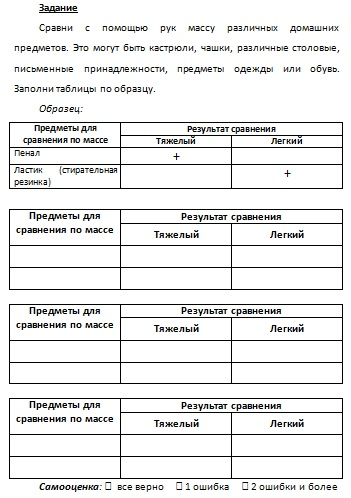 Задание
Сравни с помощью рук массу различных домашних
предметов. Это могут быть кастрюли, чашки, различные столовые,
письменные принадлежности, предметы одежды или обувь.
Заполни таблицы по образцу.
Образец:
Предметы для сравнения по массе Результат сравнения
Тяжелый Легкий
Пенал +
Ластик (стирательная резинка) +
Предметы для сравнения по массе Результат сравнения
Тяжелый Легкий
Предметы для сравнения по массе Результат сравнения
Тяжелый Легкий
Предметы для сравнения по массе Результат сравнения
Тяжелый Легкий
Самооценка: □ все верно □ 1 ошибка □ 2 ошибки и более